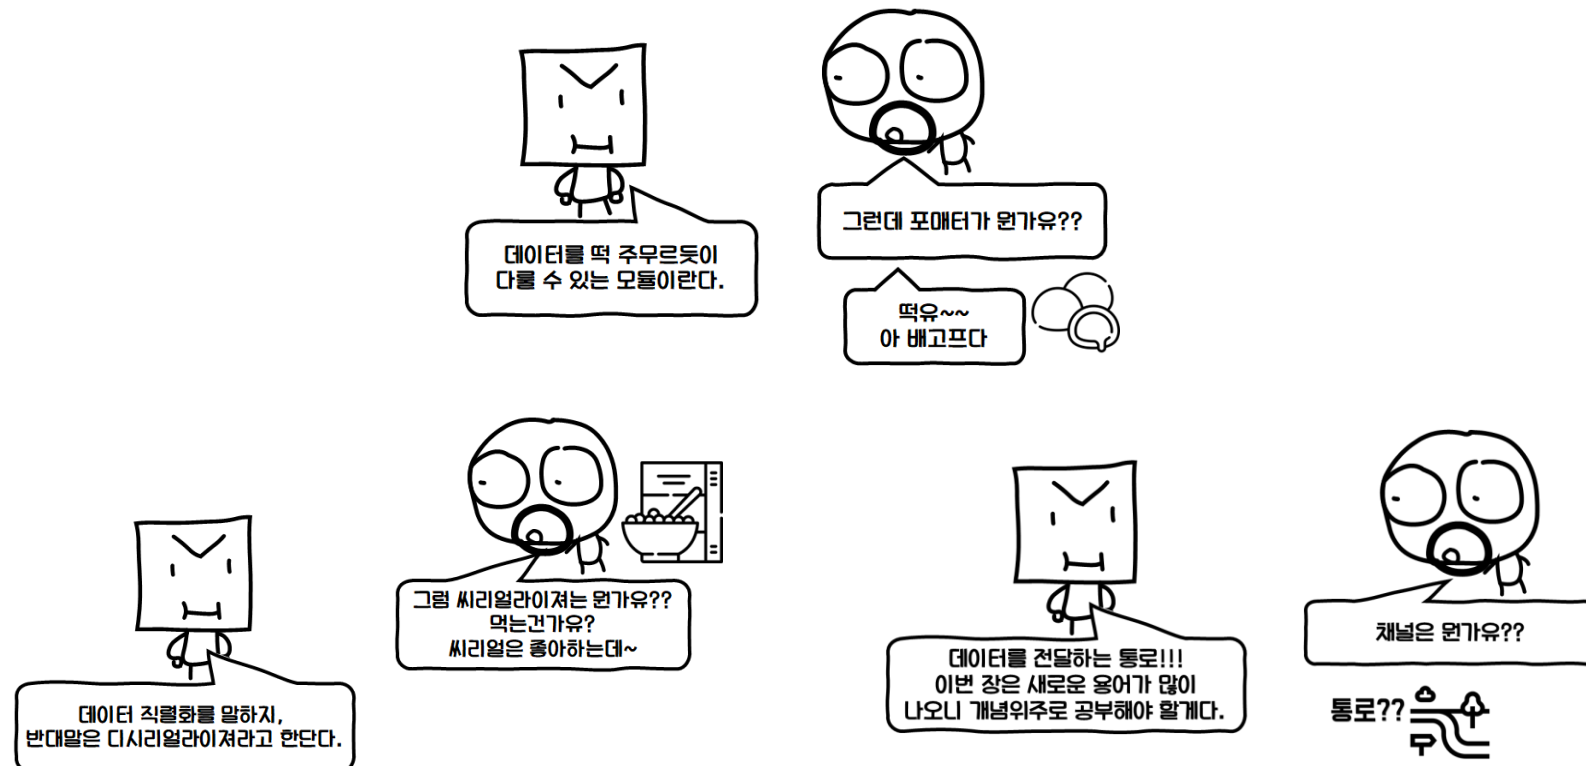 그런데 포매터가 뭔가유??
데이터를 떡 주무르듯이
다룰 수 있는 모듈이란다.
떡유~~
아 배고프다
그럼 씨리얼라이져는 뭔가유??
먹는건가유?
씨리얼은 좋아하는데~
데이터 직렬화를 말하지,
반대말은 디시리얼라이져라고 한단다.
채널은 뭔가유??
데이터를 전달하는 통로!!!
이번 장은 새로운 용어가 많이
나오니 개념위주로 공부해야 할게다.
통로??